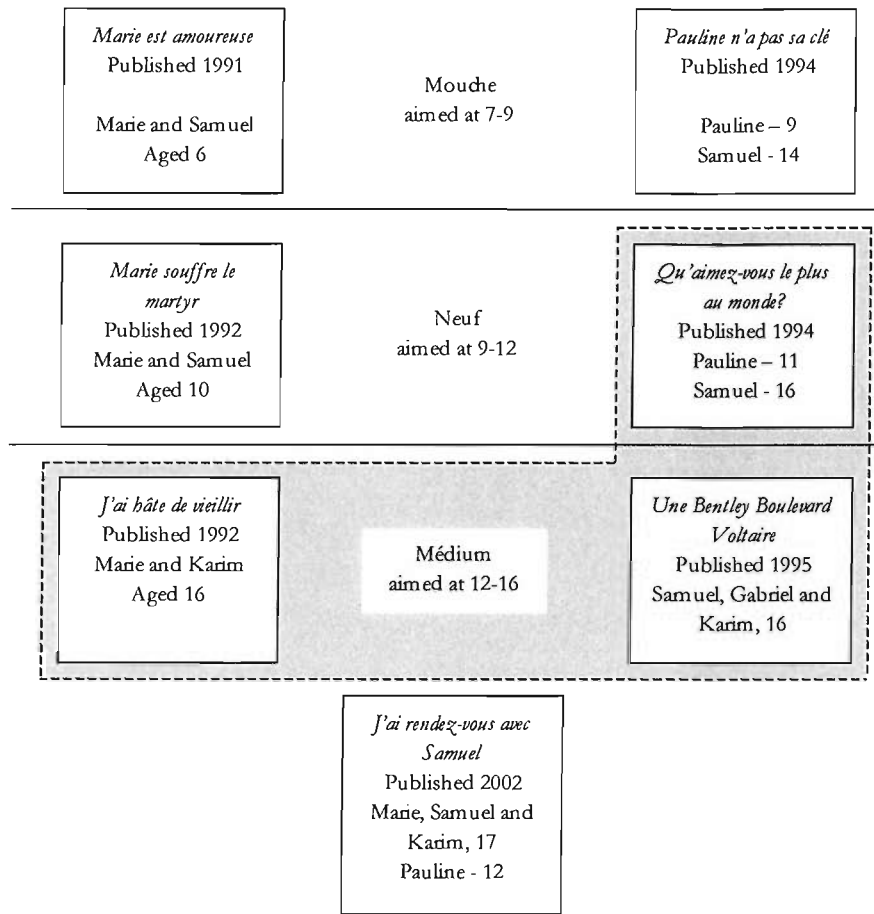 Marie est amoureuse
Published 1991
Marie and Samuel
Aged 6
Mouche
aimed at 7-9
Pauline n'a pas sa clé
Published 1994
Pauline – 9
Samuel - 14
Marie souffre le
martyr
Published 1992
Marie and Samuel
Aged 10
Neuf
aimed at 9-12
Qu'aimez-vous le plus
au monde?
Published 1994
Pauline – 11
Samuel - 16
J'ai hâte de vieillir
Published 1992
Marie and Karim
Aged 16
Médium
aimed at 12-16
Une Bentley Boulevard
Voltaire
Published 1995
Samuel, Gabriel and
Karim, 16
J'ai rendez-vous avec
Samuel
Published 2002
Marie, Samuel and
Karim, 17
Pauline - 12